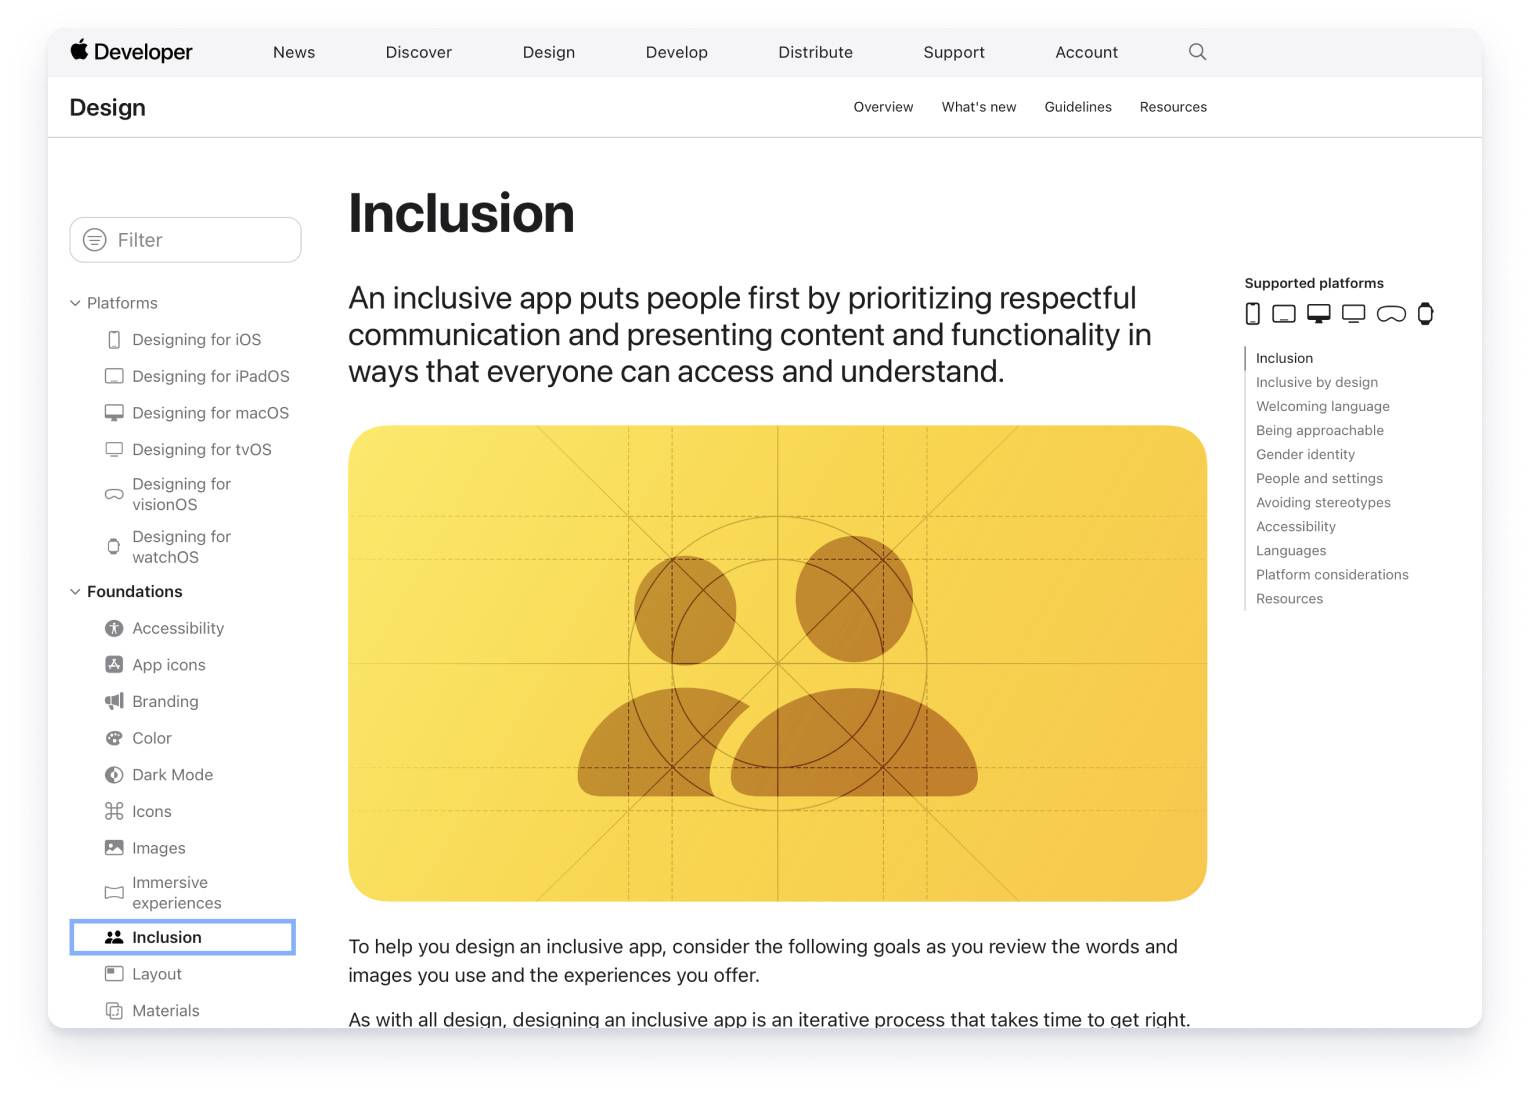 Developer
News
Discover
Design
Develop
Distribute
Support
Account
Design
Overview
What's new
Guidelines
Resources
Filter
Platforms
Designing for iOS
Designing for iPadOS
Designing for macOS
Designing for tvOS
Designing for
visionOS
Designing for
watchOS
Foundations
Accessibility
App icons
Branding
Color
Dark Mode
Icons
Images
Immersive
experiences
Inclusion
Layout
Materials
Inclusion
An inclusive app puts people first by prioritizing respectful
communication and presenting content and functionality in
ways that everyone can access and understand.
To help you design an inclusive app, consider the following goals as you review the words and
images you use and the experiences you offer.
As with all design, designing an inclusive app is an iterative process that takes time to get right.
Supported platforms
Inclusion
Inclusive by design
Welcoming language
Being approachable
Gender identity
People and settings
Avoiding stereotypes
Accessibility
Languages
Platform considerations
Resources